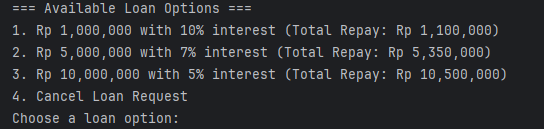 === Available Loan Options ===
1. Rp 1,000,000 with 10% interest (Total Repay: Rp 1,100,000)
2. Rp 5,000,000 with 7% interest (Total Repay: Rp 5,350,000)
3. Rp 10,000,000 with 5% interest (Total Repay: Rp 10,500,000)
4. Cancel Loan Request
Choose a loan option: